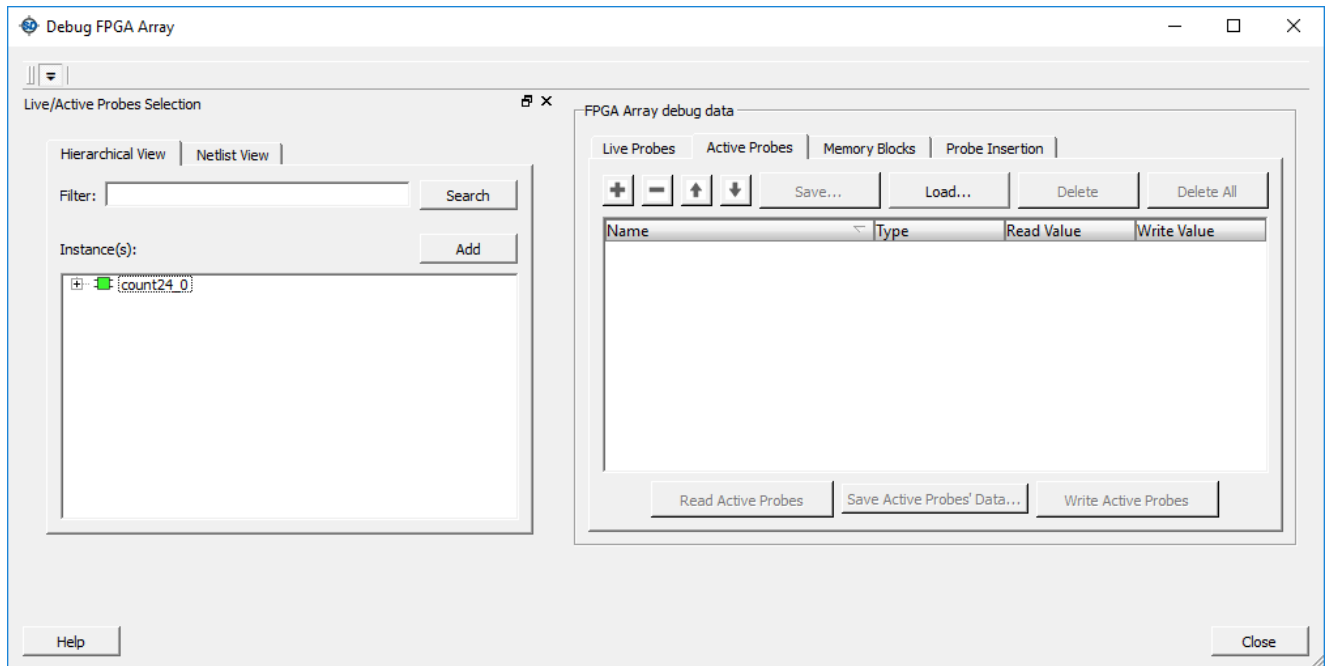 Debug FPGA Array
Live/Active Probes Selection
Hierarchical View Netlist View
Filter: Search
Instance(s): Add
count24_0
FPGA Array debug data
Live Probes Active Probes Memory Blocks Probe Insertion
Save... Load... Delete Delete All
Name Type Read Value Write Value
Read Active Probes Save Active Probes' Data... Write Active Probes
Help Close